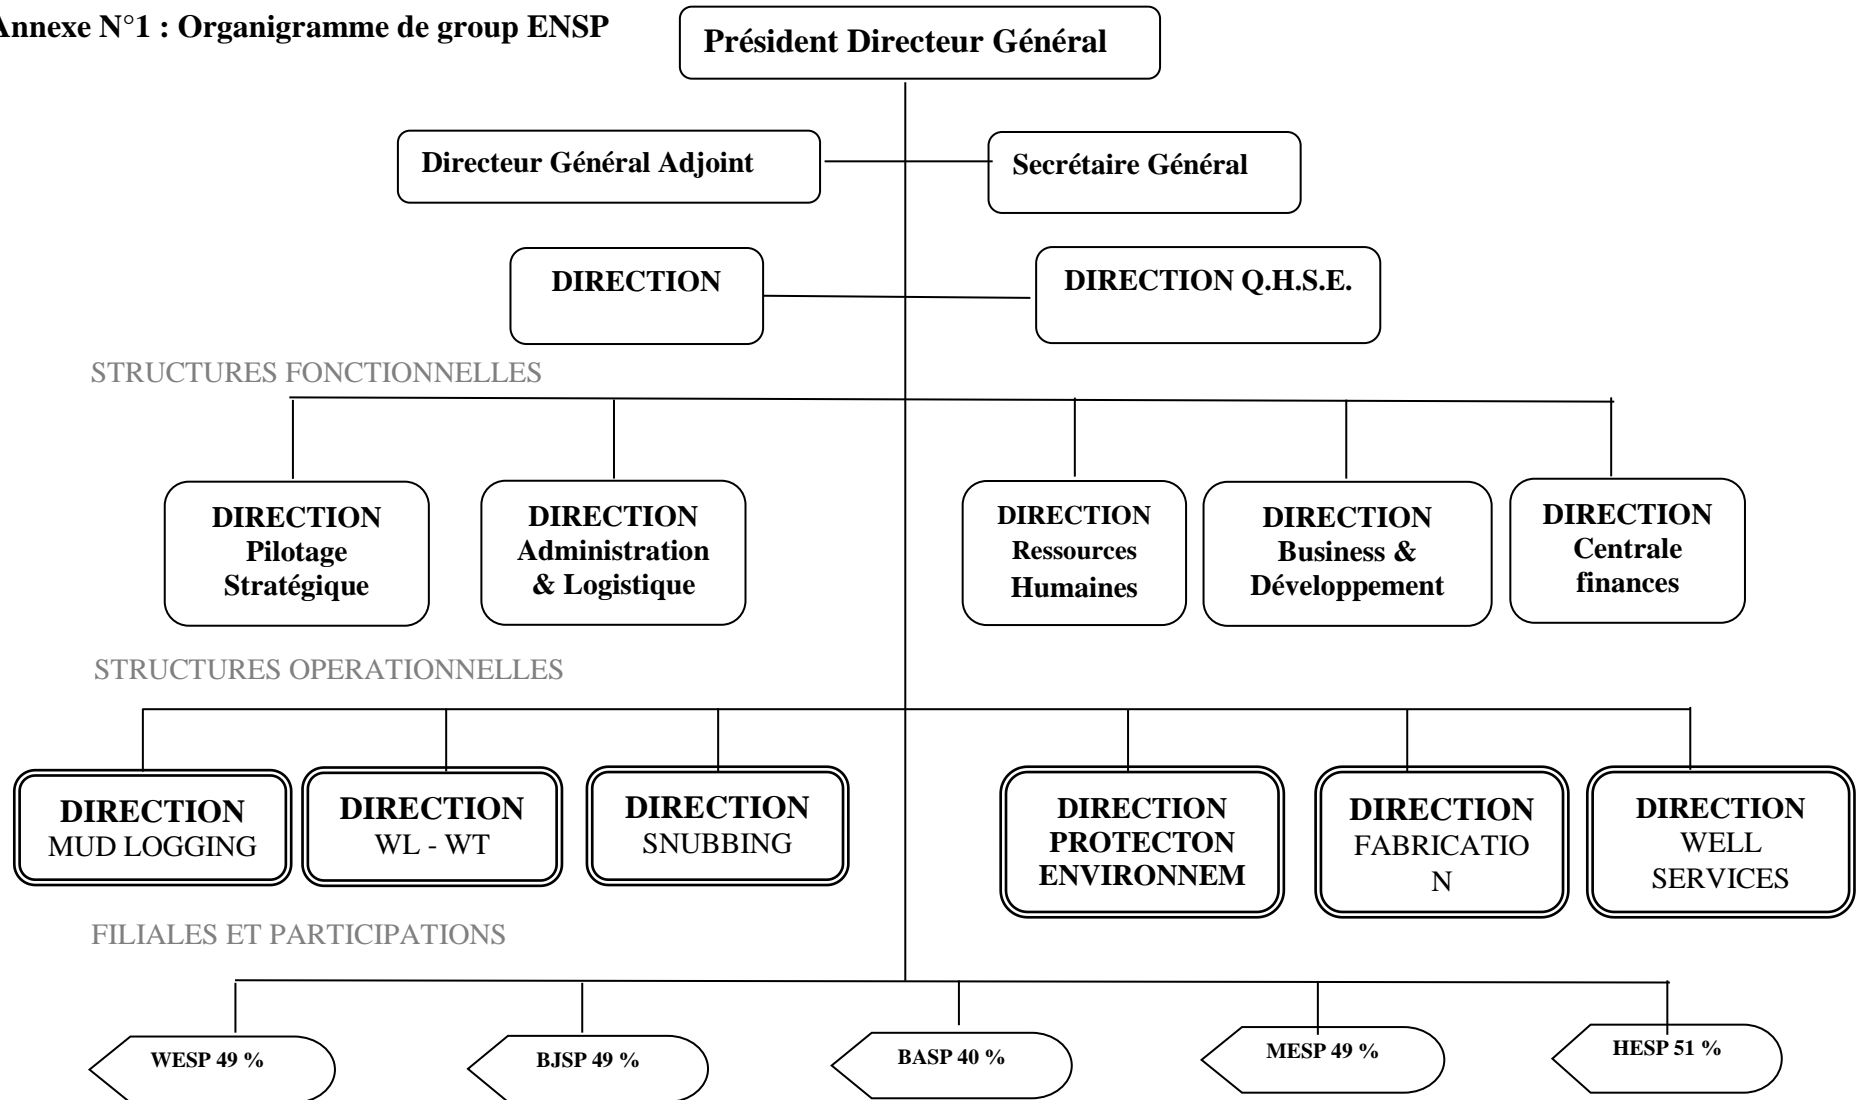 Annexe N°1 : Organigramme de group ENSP
Président Directeur Général
Directeur Général Adjoint
Secrétaire Général
DIRECTION
DIRECTION Q.H.S.E.
STRUCTURES FONCTIONNELLES
DIRECTION
Pilotage
Stratégique
DIRECTION
Administration
& Logistique
DIRECTION
Ressources
Humaines
DIRECTION
Business &
Développement
DIRECTION
Centrale
finances
STRUCTURES OPERATIONNELLES
DIRECTION
MUD LOGGING
DIRECTION
WL - WT
DIRECTION
SNUBBING
DIRECTION
PROTECTON
ENVIRONNEM
DIRECTION
FABRICATIO
N
DIRECTION
WELL
SERVICES
FILIALES ET PARTICIPATIONS
WESP 49 %
BJSP 49 %
BASP 40 %
MESP 49 %
HESP 51 %